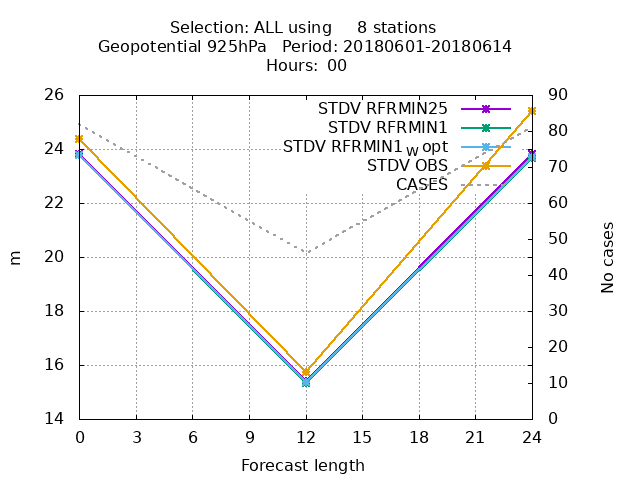 Selection: ALL using 8 stations
Geopotential 925hPa Period: 20180601-20180614
Hours: 00
STDV RFRMIN25
STDV RFRMIN1
STDV RFRMIN1_W opt
STDV OBS
CASES
26
24
22
20
18
16
14
m
90
80
70
60
50
40
30
20
10
0
No cases
0 3 6 9 12 15 18 21 24
Forecast length